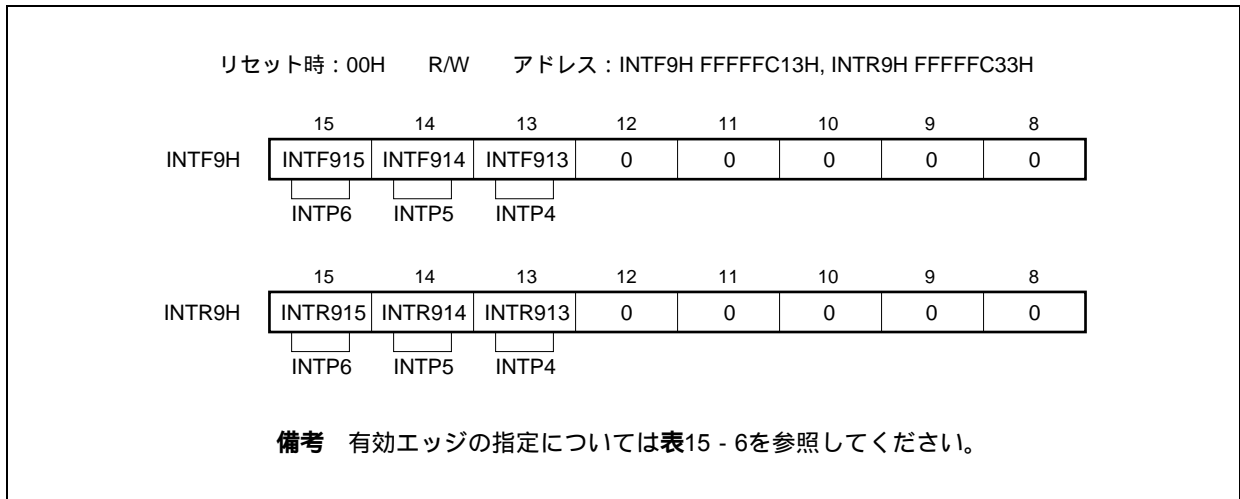 リセット時：00H R/W アドレス：INTF9H FFFFFC13H, INTR9H FFFFFC33H
15 14 13 12 11 10 9 8
INTF9H INTF915 INTF914 INTF913 0 0 0 0 0
INTP6 INTP5 INTP4
15 14 13 12 11 10 9 8
INTR9H INTR915 INTR914 INTR913 0 0 0 0 0
INTP6 INTP5 INTP4
備考 有効エッジの指定については表15‐6を参照してください。